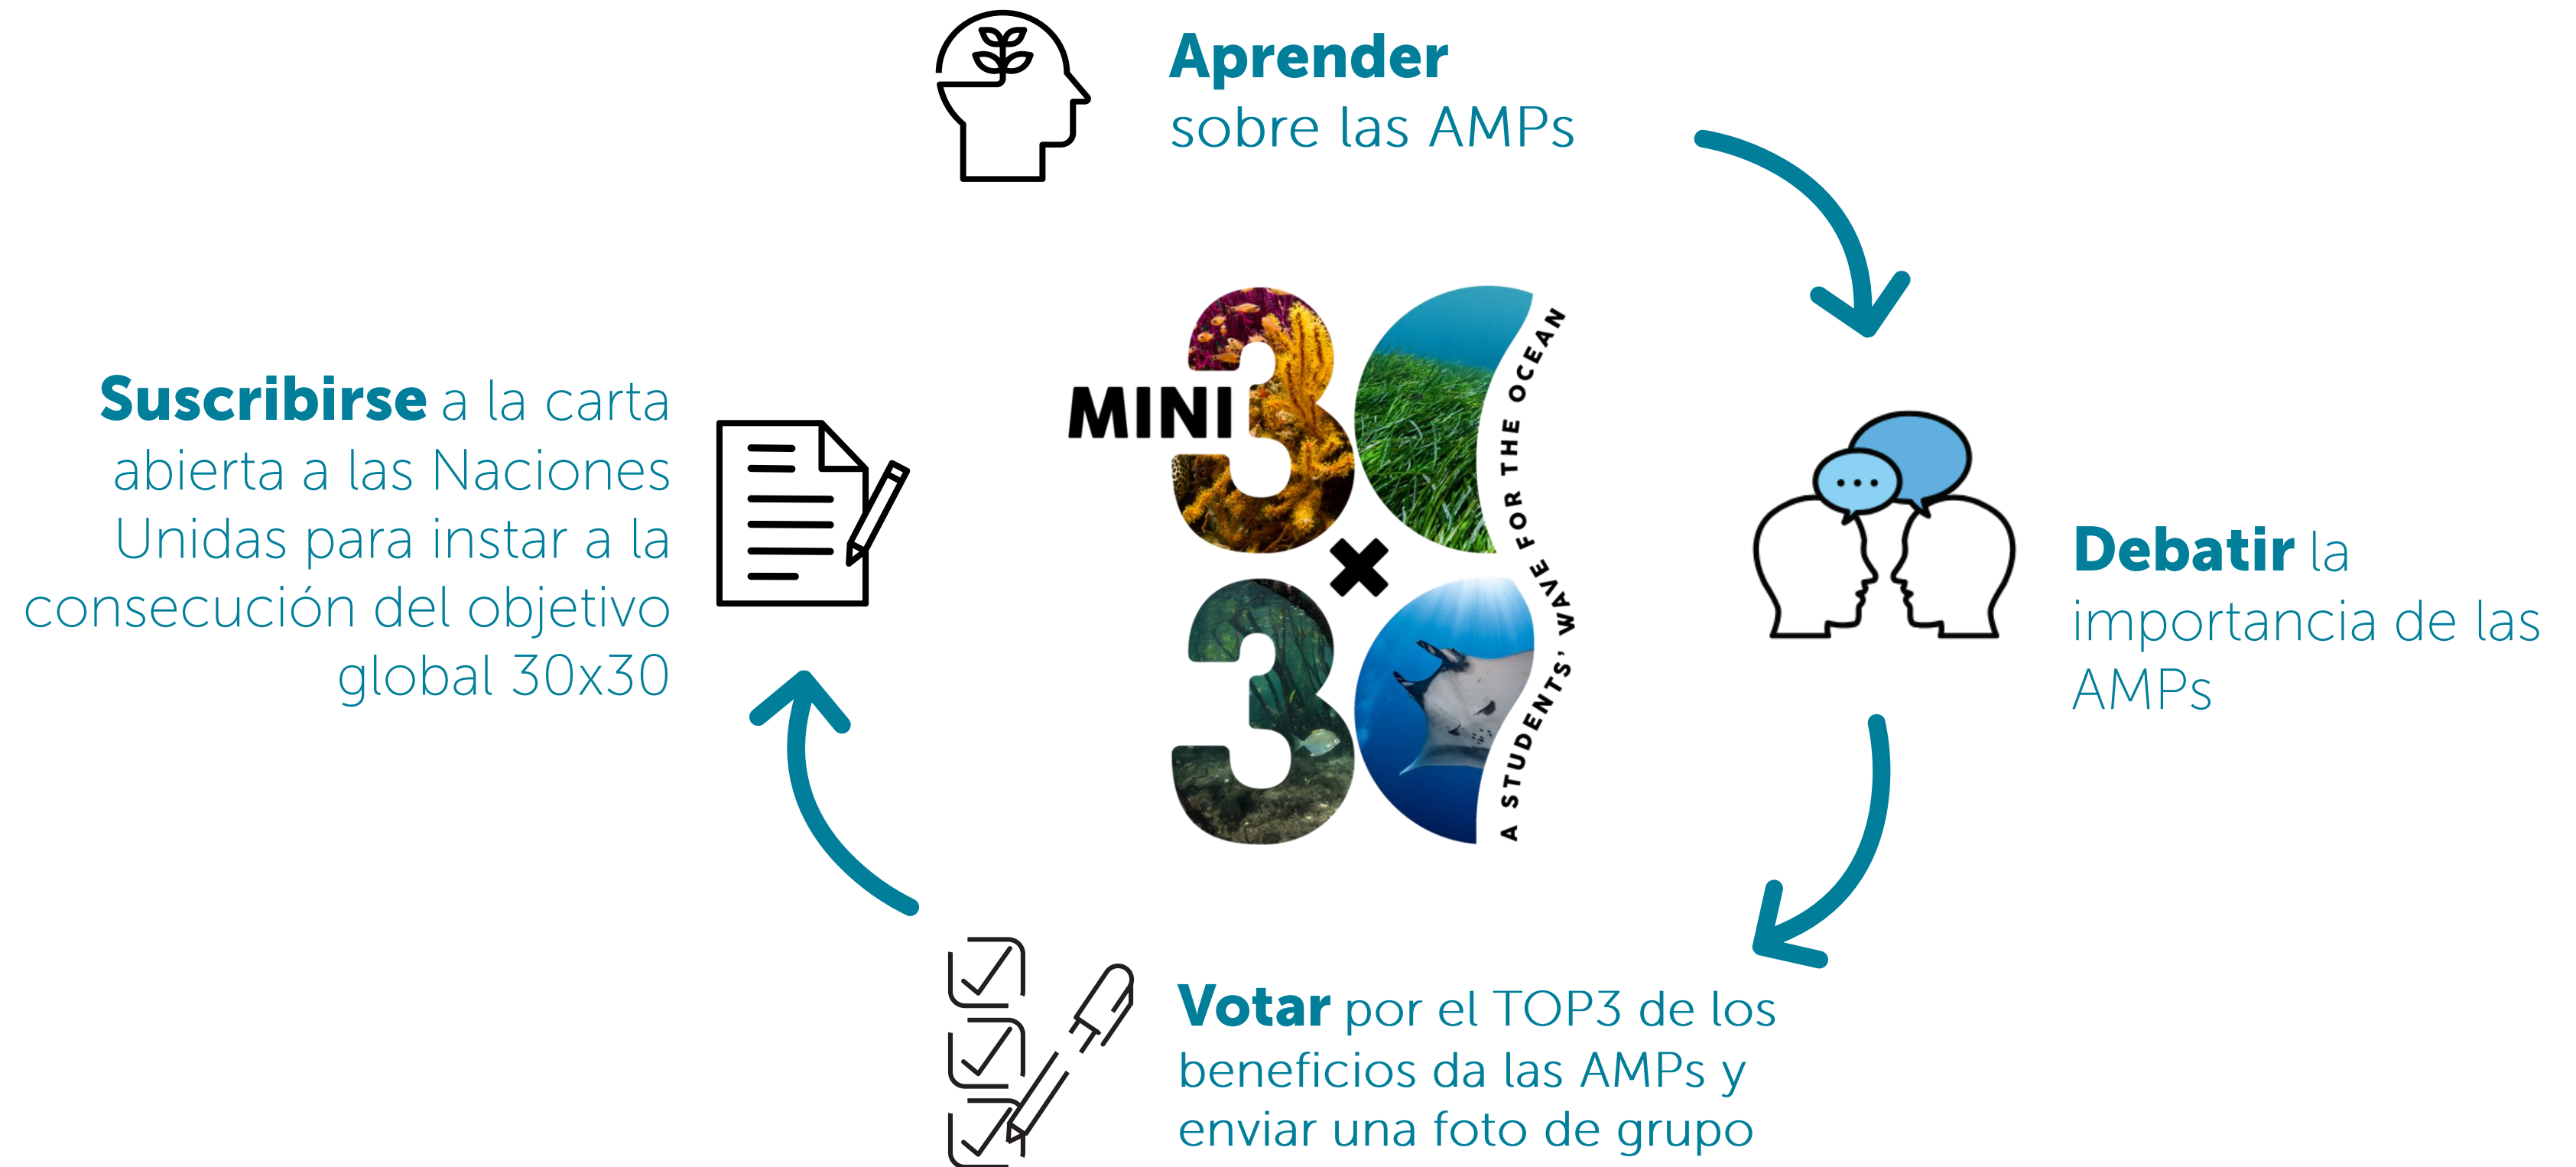 Aprender
sobre las AMPs
Debatir la
importancia de las
AMPs
Votar por el TOP3 de los
beneficios da las AMPs y
enviar una foto de grupo
Suscribirse a la carta
abierta a las Naciones
Unidas para instar a la
consecución del objetivo
global 30x30
MINI 30
×
30
A STUDENTS' WAVE FOR THE OCEAN